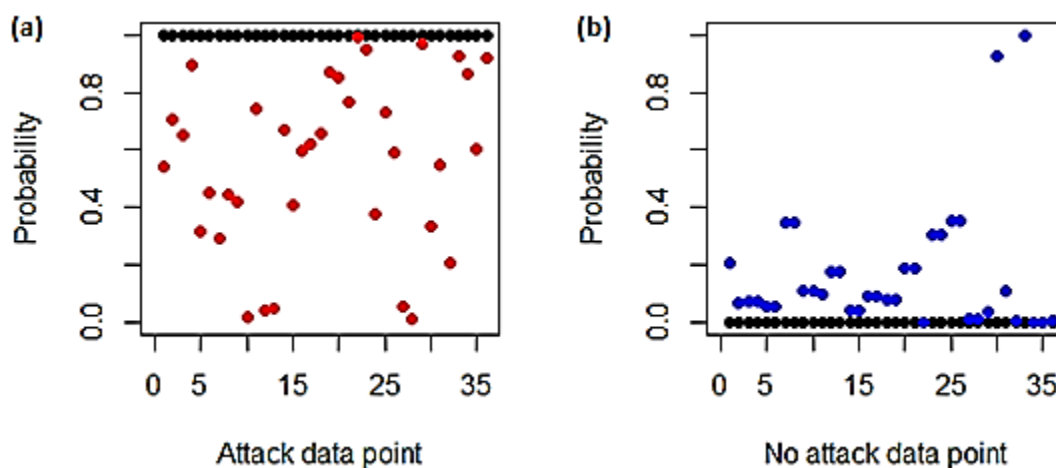 (a)
Probability
0.8
0.4
0.0
0 5 15 25 35
Attack data point
(b)
Probability
0.8
0.4
0.0
0 5 15 25 35
No attack data point